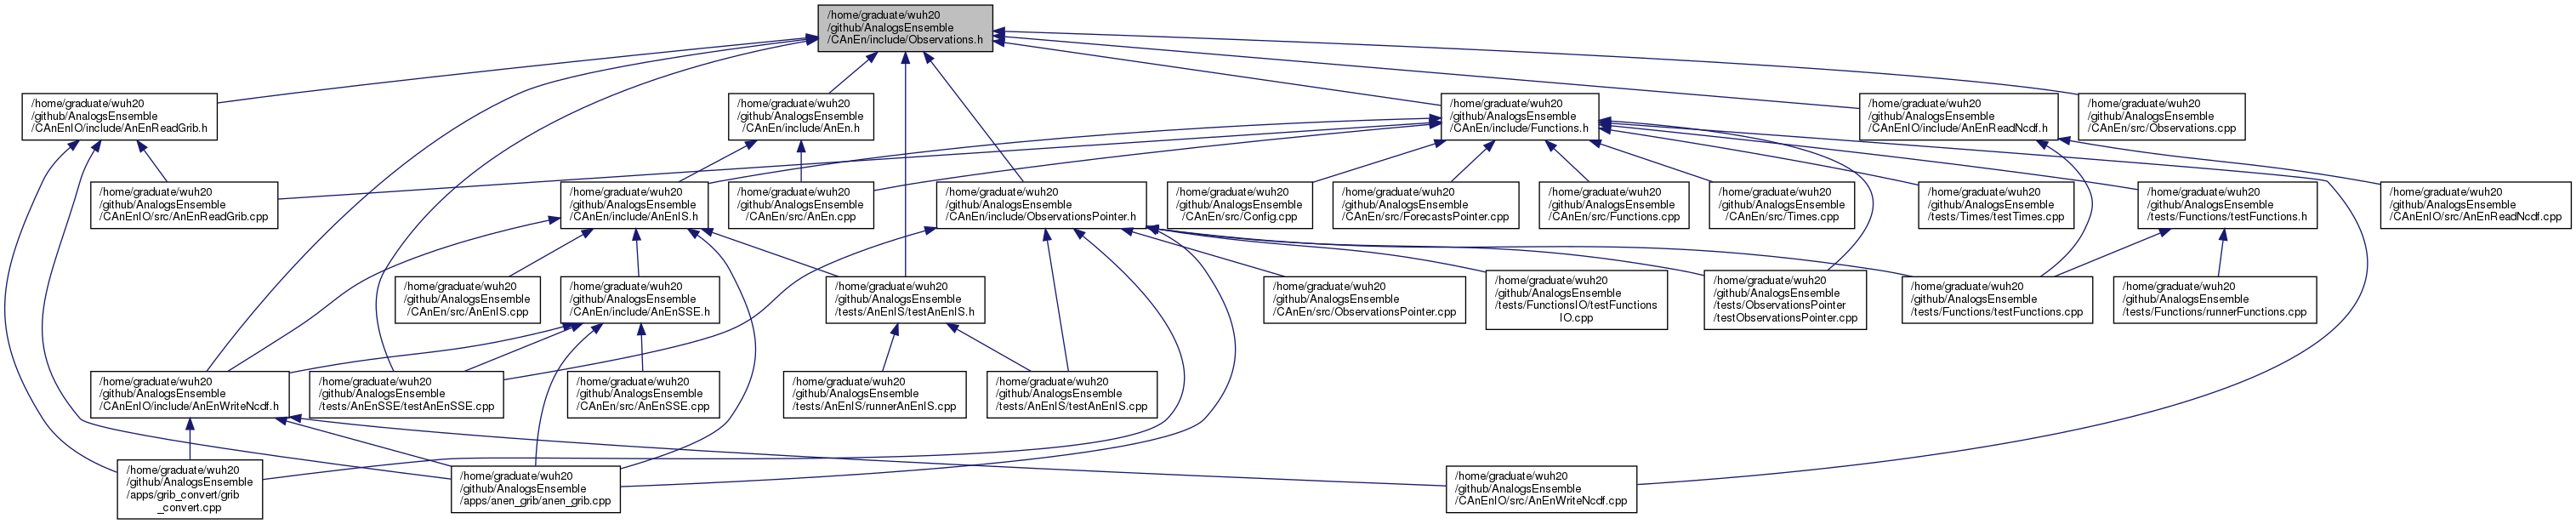 /home/graduate/wuh20
/github/AnalogsEnsemble
/CAnEn/include/Observations.h
/home/graduate/wuh20
/github/AnalogsEnsemble
/CAnEnIO/include/AnEnReadGrib.h
/home/graduate/wuh20
/github/AnalogsEnsemble
/CAnEn/include/AnEn.h
/home/graduate/wuh20
/github/AnalogsEnsemble
/CAnEn/include/Functions.h
/home/graduate/wuh20
/github/AnalogsEnsemble
/CAnEnIO/include/AnEnReadNcdf.h
/home/graduate/wuh20
/github/AnalogsEnsemble
/CAnEn/src/Observations.cpp
/home/graduate/wuh20
/github/AnalogsEnsemble
/CAnEnIO/src/AnEnReadGrib.cpp
/home/graduate/wuh20
/github/AnalogsEnsemble
/CAnEn/include/AnEnIS.h
/home/graduate/wuh20
/github/AnalogsEnsemble
/CAnEn/src/AnEn.cpp
/home/graduate/wuh20
/github/AnalogsEnsemble
/CAnEn/include/ObservationsPointer.h
/home/graduate/wuh20
/github/AnalogsEnsemble
/CAnEn/src/Config.cpp
/home/graduate/wuh20
/github/AnalogsEnsemble
/CAnEn/src/ForecastsPointer.cpp
/home/graduate/wuh20
/github/AnalogsEnsemble
/CAnEn/src/Functions.cpp
/home/graduate/wuh20
/github/AnalogsEnsemble
/CAnEn/src/Times.cpp
/home/graduate/wuh20
/github/AnalogsEnsemble
/tests/Times/testTimes.cpp
/home/graduate/wuh20
/github/AnalogsEnsemble
/tests/Functions/testFunctions.h
/home/graduate/wuh20
/github/AnalogsEnsemble
/CAnEnIO/src/AnEnReadNcdf.cpp
/home/graduate/wuh20
/github/AnalogsEnsemble
/CAnEn/src/AnEnIS.cpp
/home/graduate/wuh20
/github/AnalogsEnsemble
/CAnEn/include/AnEnSSE.h
/home/graduate/wuh20
/github/AnalogsEnsemble
/tests/AnEnIS/testAnEnIS.h
/home/graduate/wuh20
/github/AnalogsEnsemble
/CAnEn/src/ObservationsPointer.cpp
/home/graduate/wuh20
/github/AnalogsEnsemble
/tests/FunctionsIO/testFunctions
IO.cpp
/home/graduate/wuh20
/github/AnalogsEnsemble
/tests/ObservationsPointer
/testObservationsPointer.cpp
/home/graduate/wuh20
/github/AnalogsEnsemble
/tests/Functions/testFunctions.cpp
/home/graduate/wuh20
/github/AnalogsEnsemble
/tests/Functions/runnerFunctions.cpp
/home/graduate/wuh20
/github/AnalogsEnsemble
/CAnEnIO/include/AnEnWriteNcdf.h
/home/graduate/wuh20
/github/AnalogsEnsemble
/tests/AnEnSSE/testAnEnSSE.cpp
/home/graduate/wuh20
/github/AnalogsEnsemble
/CAnEn/src/AnEnSSE.cpp
/home/graduate/wuh20
/github/AnalogsEnsemble
/tests/AnEnIS/runnerAnEnIS.cpp
/home/graduate/wuh20
/github/AnalogsEnsemble
/tests/AnEnIS/testAnEnIS.cpp
/home/graduate/wuh20
/github/AnalogsEnsemble
/apps/grib_convert/grib
_convert.cpp
/home/graduate/wuh20
/github/AnalogsEnsemble
/apps/anen_grib/anen_grib.cpp
/home/graduate/wuh20
/github/AnalogsEnsemble
/CAnEnIO/src/AnEnWriteNcdf.cpp